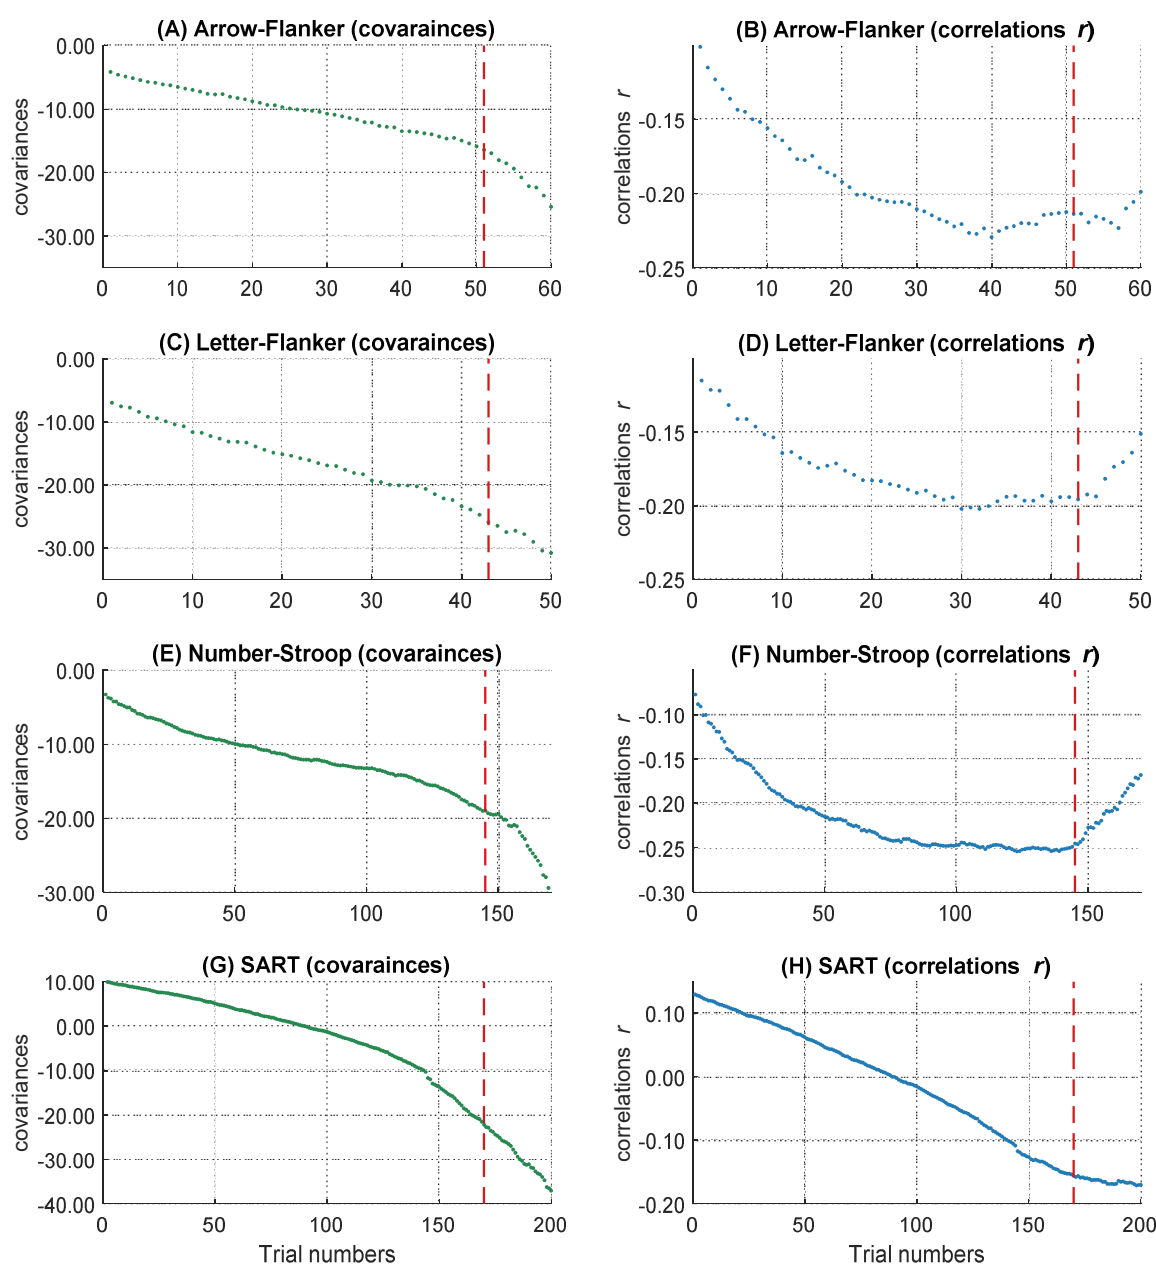 (A) Arrow-Flanker (covarainces)
0.00
-10.00
-20.00
-30.00
covariances
0 10 20 30 40 50 60
(B) Arrow-Flanker (correlations r)
-0.15
-0.20
-0.25
correlations r
0 10 20 30 40 50 60
(C) Letter-Flanker (covarainces)
0.00
-10.00
-20.00
-30.00
covariances
0 10 20 30 40 50
(D) Letter-Flanker (correlations r)
-0.15
-0.20
-0.25
correlations r
0 10 20 30 40 50
(E) Number-Stroop (covarainces)
0.00
-10.00
-20.00
-30.00
covariances
0 50 100 150
(F) Number-Stroop (correlations r)
-0.10
-0.15
-0.20
-0.25
-0.30
correlations r
0 50 100 150
(G) SART (covarainces)
10.00
0.00
-10.00
-20.00
-30.00
-40.00
covariances
0 50 100 150 200
Trial numbers
(H) SART (correlations r)
0.10
0.00
-0.10
-0.20
correlations r
0 50 100 150 200
Trial numbers